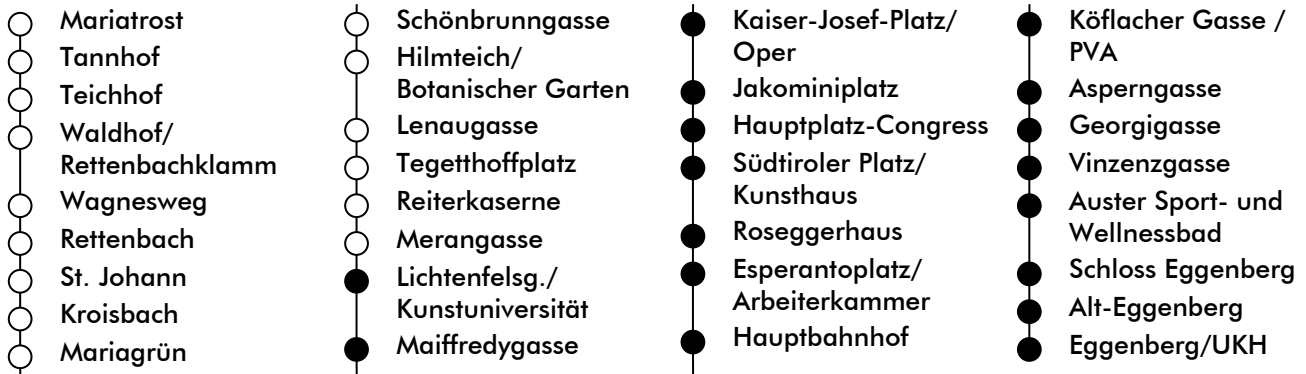 Mariatrost
Tannhof
Teichhof
Waldhof/
Rettenbachklamm
Wagnesweg
Rettenbach
St. Johann
Kroisbach
Mariagrün
Schönbrunngasse
Hilmteich/
Botanischer Garten
Lenaugasse
Tegetthoffplatz
Reiterkaserne
Merangasse
Lichtenfelsg./
Kunstuniversität
Maiffredygasse
Kaiser-Josef-Platz/
Oper
Jakominiplatz
Hauptplatz-Congress
Südtiroler Platz/
Kunsthaus
Roseggerhaus
Esperantoplatz/
Arbeiterkammer
Hauptbahnhof
Köflacher Gasse /
PVA
Asperngasse
Georgigasse
Vinzenzgasse
Auster Sport- und
Wellnessbad
Schloss Eggenberg
Alt-Eggenberg
Eggenberg/UKH